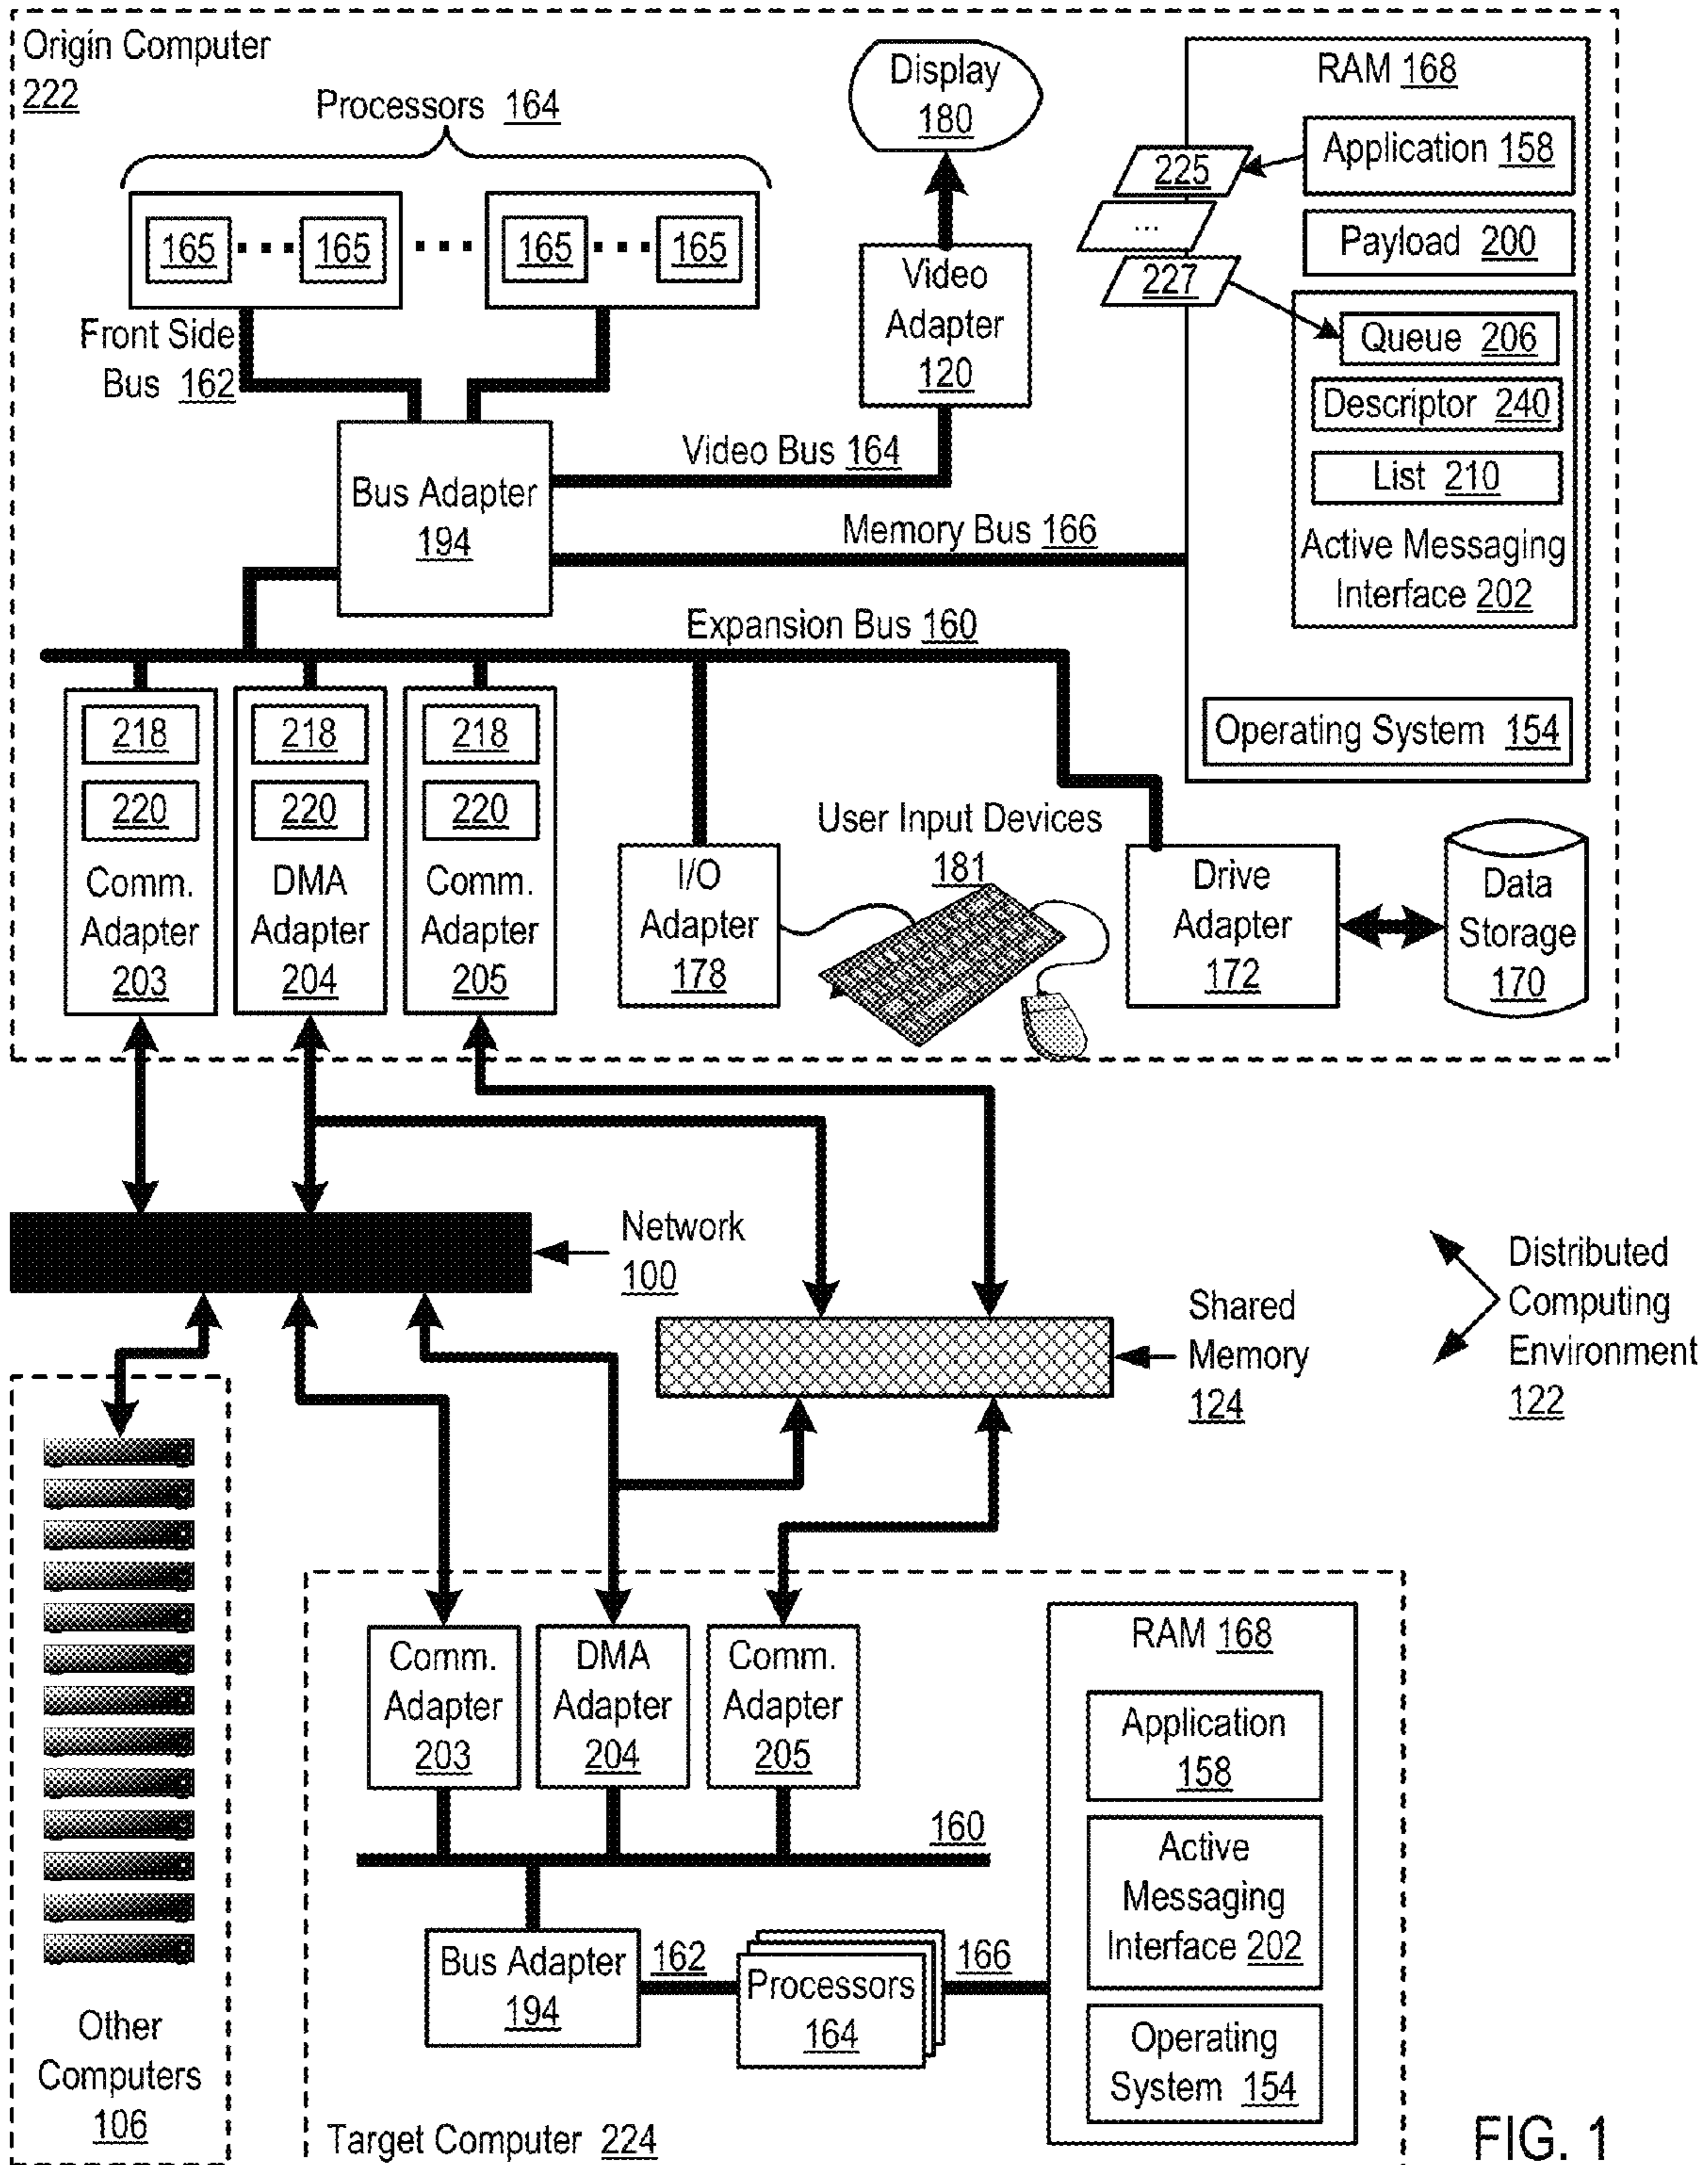 Origin Computer
222
Processors 164
165
165
165
165
Front Side
Bus 162
Display
180
Video
Adapter
120
RAM 168
225
...
227
Application 158
Payload 200
Queue 206
Descriptor 240
List 210
Active Messaging
Interface 202
Operating System 154
Bus Adapter
194
Video Bus 164
Memory Bus 166
Expansion Bus 160
218
220
Comm.
Adapter
203
218
220
DMA
Adapter
204
218
220
Comm.
Adapter
205
I/O
Adapter
178
User Input Devices
181
Drive
Adapter
172
Data
Storage
170
Network
100
Shared
Memory
124
Distributed
Computing
Environment
122
Other
Computers
106
Comm.
Adapter
203
DMA
Adapter
204
Comm.
Adapter
205
160
Bus Adapter
194
162
Processors
164
166
RAM 168
Application
158
Active
Messaging
Interface 202
Operating
System 154
Target Computer 224
FIG. 1